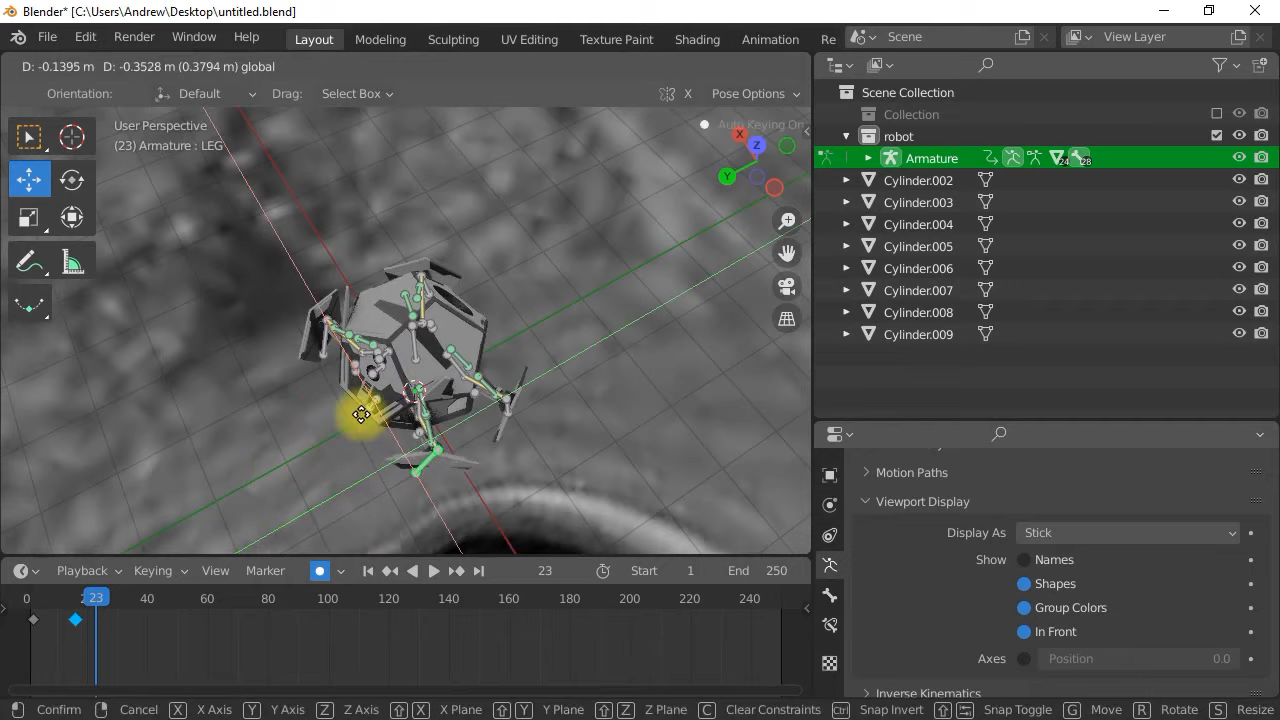 Blender* [C:\Users\Andrew\Desktop\untitled.blend]
File Edit Render Window Help Layout Modeling Sculpting UV Editing Texture Paint Shading Animation Re Scene View Layer
D: -0.1395 m D: -0.3528 m (0.3794 m) global
Orientation: Default Drag: Select Box X Pose Options
User Perspective
(23) Armature : LEG
Auto Keying On
X
Z
Y
Scene Collection
Collection
robot
Armature 24 28
Cylinder.002
Cylinder.003
Cylinder.004
Cylinder.005
Cylinder.006
Cylinder.007
Cylinder.008
Cylinder.009
Motion Paths
Viewport Display
Display As Stick
Show Names
Shapes
Group Colors
In Front
Axes Position 0.0
Inverse Kinematics
Playback Keying View Marker 23 Start 1 End 250
0 2 23 40 60 80 100 120 140 160 180 200 220 240
Confirm Cancel X X Axis Y Y Axis Z Z Axis X X Plane Y Y Plane Z Z Plane C Clear Constraints Ctrl Snap Invert Snap Toggle G Move R Rotate S Resize